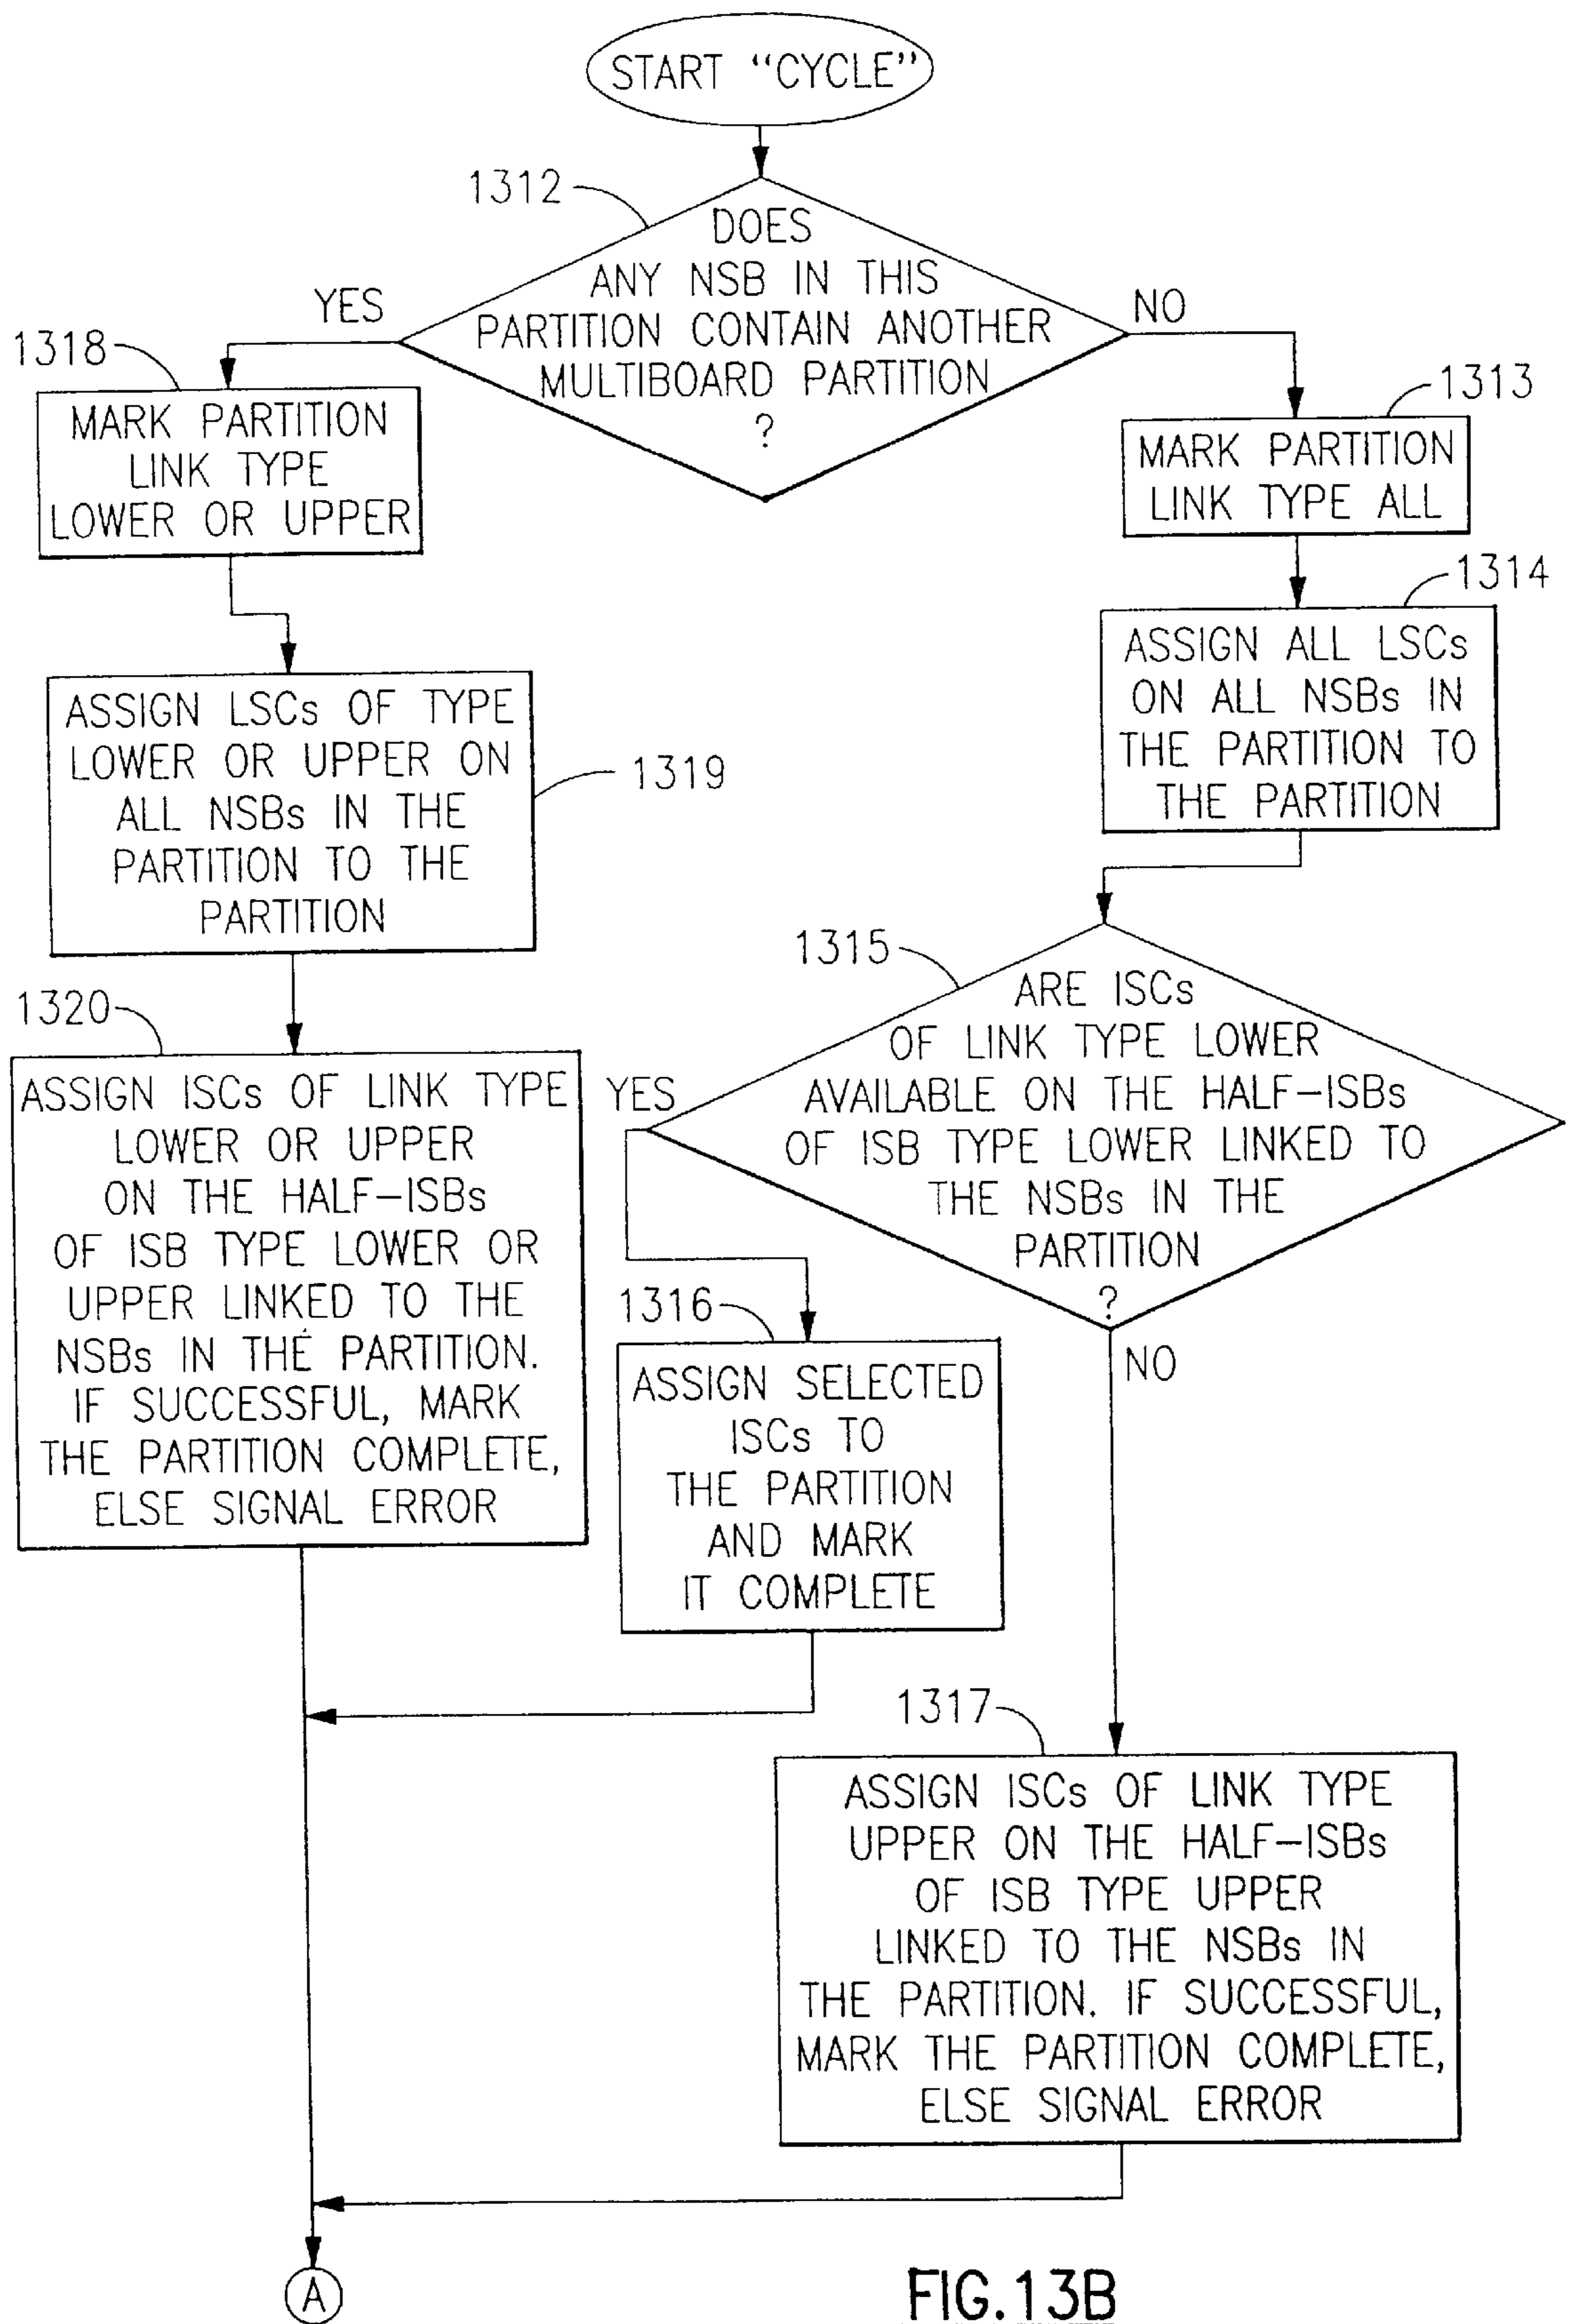 START “CYCLE”
1312
DOES
ANY NSB IN THIS
PARTITION CONTAIN ANOTHER
MULTIBOARD PARTITION
?
YES
NO
1318
MARK PARTITION
LINK TYPE
LOWER OR UPPER
1313
MARK PARTITION
LINK TYPE ALL
1314
ASSIGN ALL LSCs
ON ALL NSBs IN
THE PARTITION TO
THE PARTITION
ASSIGN LSCs OF TYPE
LOWER OR UPPER ON
ALL NSBs IN THE
PARTITION TO THE
PARTITION
1319
1315
ARE ISCs
OF LINK TYPE LOWER
AVAILABLE ON THE HALF–ISBs
OF ISB TYPE LOWER LINKED TO
THE NSBs IN THE
PARTITION
?
YES
NO
1320
ASSIGN ISCs OF LINK TYPE
LOWER OR UPPER
ON THE HALF–ISBs
OF ISB TYPE LOWER OR
UPPER LINKED TO THE
NSBs IN THE PARTITION.
IF SUCCESSFUL, MARK
THE PARTITION COMPLETE,
ELSE SIGNAL ERROR
1316
ASSIGN SELECTED
ISCs TO
THE PARTITION
AND MARK
IT COMPLETE
1317
ASSIGN ISCs OF LINK TYPE
UPPER ON THE HALF–ISBs
OF ISB TYPE UPPER
LINKED TO THE NSBs IN
THE PARTITION. IF SUCCESSFUL,
MARK THE PARTITION COMPLETE,
ELSE SIGNAL ERROR
A
FIG.13B